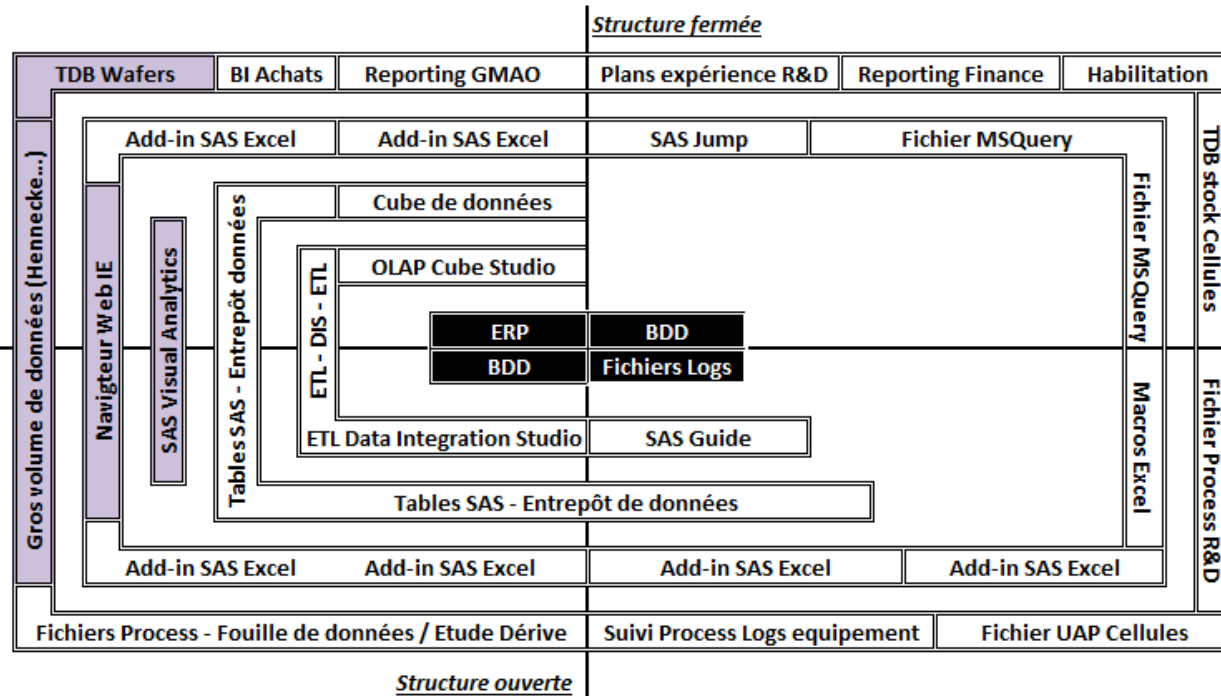 Structure fermée
TDB Wafers
BI Achats
Reporting GMAO
Plans expérience R&D
Reporting Finance
Habilitation
Add-in SAS Excel
Add-in SAS Excel
SAS Jump
Fichier MSQuery
Gros volume de données (Hennecke...)
Navigteur Web IE
SAS Visual Analytics
Tables SAS - Entrepôt données
ETL - DIS - ETL
Cube de données
OLAP Cube Studio
ERP
BDD
BDD
Fichiers Logs
Fichier MSQuery
TDB stock Cellules
Macros Excel
Fichier Process R&D
ETL Data Integration Studio
SAS Guide
Tables SAS - Entrepôt de données
Add-in SAS Excel
Add-in SAS Excel
Add-in SAS Excel
Add-in SAS Excel
Fichiers Process - Fouille de données / Etude Dérive
Suivi Process Logs equipement
Fichier UAP Cellules
Structure ouverte